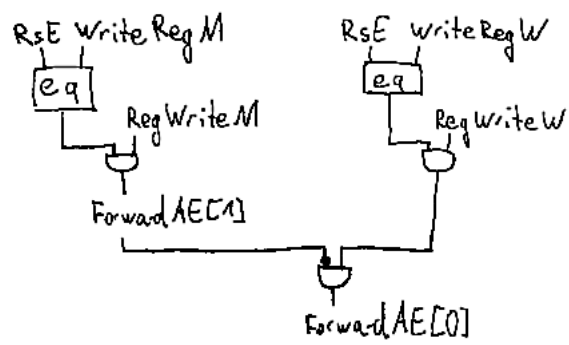 RsE WriteRegM
eq
RegWriteM
ForwardAE[1]
RsE WriteRegW
eq
RegWriteW
ForwardAE[0]